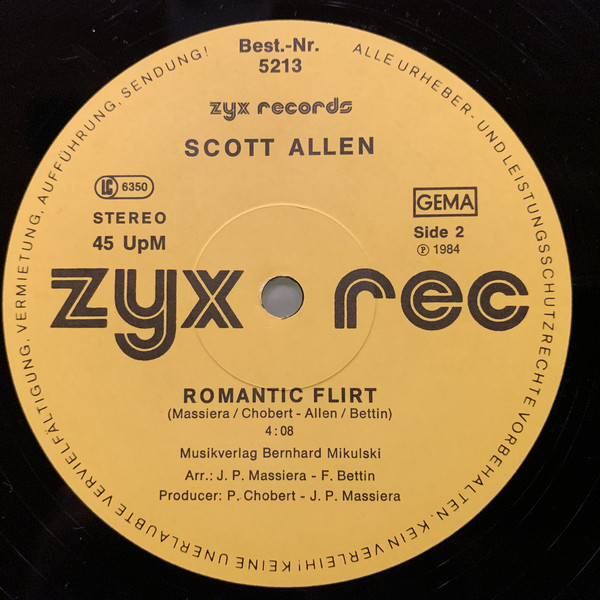 Best.-Nr.
5213
zyx records
SCOTT ALLEN
LC 6350
STEREO
45 UpM
GEMA
Side 2
Ⓟ 1984
zyx rec
ROMANTIC FLIRT
(Massiera / Chobert - Allen / Bettin)
4:08
Musikverlag Bernhard Mikulski
Arr.: J. P. Massiera - F. Bettin
Producer: P. Chobert - J. P. Massiera
ALLE URHEBER- UND LEISTUNGSSCHUTZRECHTE VORBEHALTEN. KEIN VERLEIH! KEINE UNERLAUBTE VERVIELFÄLTIGUNG, VERMIETUNG, AUFFÜHRUNG, SENDUNG!